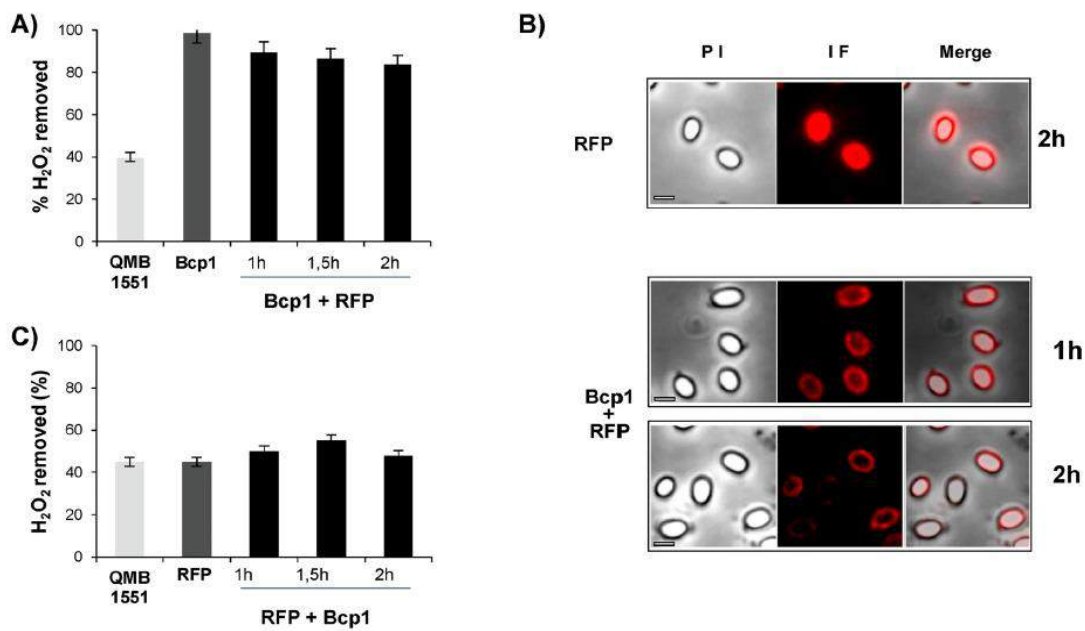 A)
% H₂O₂ removed
100
80
60
40
20
0
QMB
1551
Bcp1
1h
1,5h
2h
Bcp1 + RFP
B)
P I
I F
Merge
RFP
2h
Bcp1
+
RFP
1h
2h
C)
H₂O₂ removed (%)
100
80
60
40
20
0
QMB
1551
RFP
1h
1,5h
2h
RFP + Bcp1